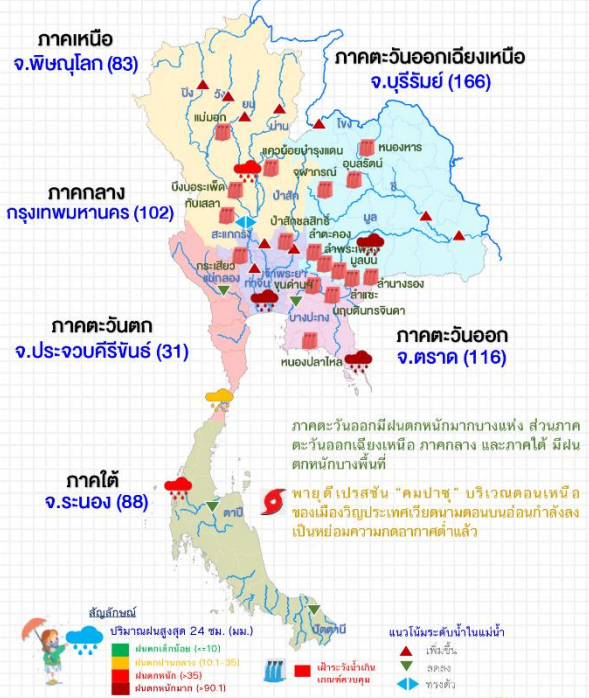 ภาคเหนือ
จ.พิษณุโลก (83)
ภาคตะวันออกเฉียงเหนือ
จ.บุรีรัมย์ (166)
ปิง
วัง
ยม
น่าน
แม่มอก
โขง
หนองหาร
แควน้อยบำรุงแดน
จุฬาภรณ์
อุบลรัตน์
ชี
บึงบอระเพ็ด
ทับเสลา
ป่าสัก
ภาคกลาง
กรุงเทพมหานคร (102)
ป่าสักชลสิทธิ์
มูล
สะแกกรัง
ลำตะคอง
ลำพระเพลิง
มูลบน
กระเสียว
แม่กลอง
เจ้าพระยา
ท่าจีน
ขุนด่านฯ
ลำนางรอง
ลำแชะ
นฤบดินทรจินดา
บางปะกง
ภาคตะวันตก
จ.ประจวบคีรีขันธ์ (31)
ภาคตะวันออก
จ.ตราด (116)
หนองปลาไหล
ภาคตะวันออกมีฝนตกหนักมากบางแห่ง ส่วนภาค
ตะวันออกเฉียงเหนือ ภาคกลาง และภาคใต้ มีฝน
ตกหนักบางพื้นที่
ภาคใต้
จ.ระนอง (88)
ตาปี
พายุดีเปรสชัน "คมปาซุ" บริเวณตอนเหนือ
ของเมืองวิญประเทศเวียดนามตอนบนอ่อนกำลังลง
เป็นหย่อมความกดอากาศต่ำแล้ว
ปัตตานี
สัญลักษณ์
ปริมาณฝนสูงสุด 24 ชม. (มม.)
ฝนตกเล็กน้อย (<=10)
ฝนตกปานกลาง (10.1-35)
ฝนตกหนัก (>35)
ฝนตกหนักมาก (>90.1)
เฝ้าระวังน้ำเกิน
เกณฑ์ควบคุม
แนวโน้มระดับน้ำในแม่น้ำ
เพิ่มขึ้น
ลดลง
ทรงตัว